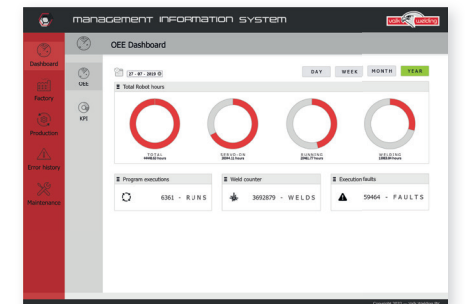 management information system
valk welding
OEE Dashboard
Dashboard
OEE
27 - 07 - 2019
DAY WEEK MONTH YEAR
Total Robot hours
Factory
KPI
Production
TOTAL
SERVO-ON
RUNNING
WELDING
Error history
Program executions
Weld counter
Execution faults
Maintenance
6361 - RUNS
3692879 - WELDS
59464 - FAULTS